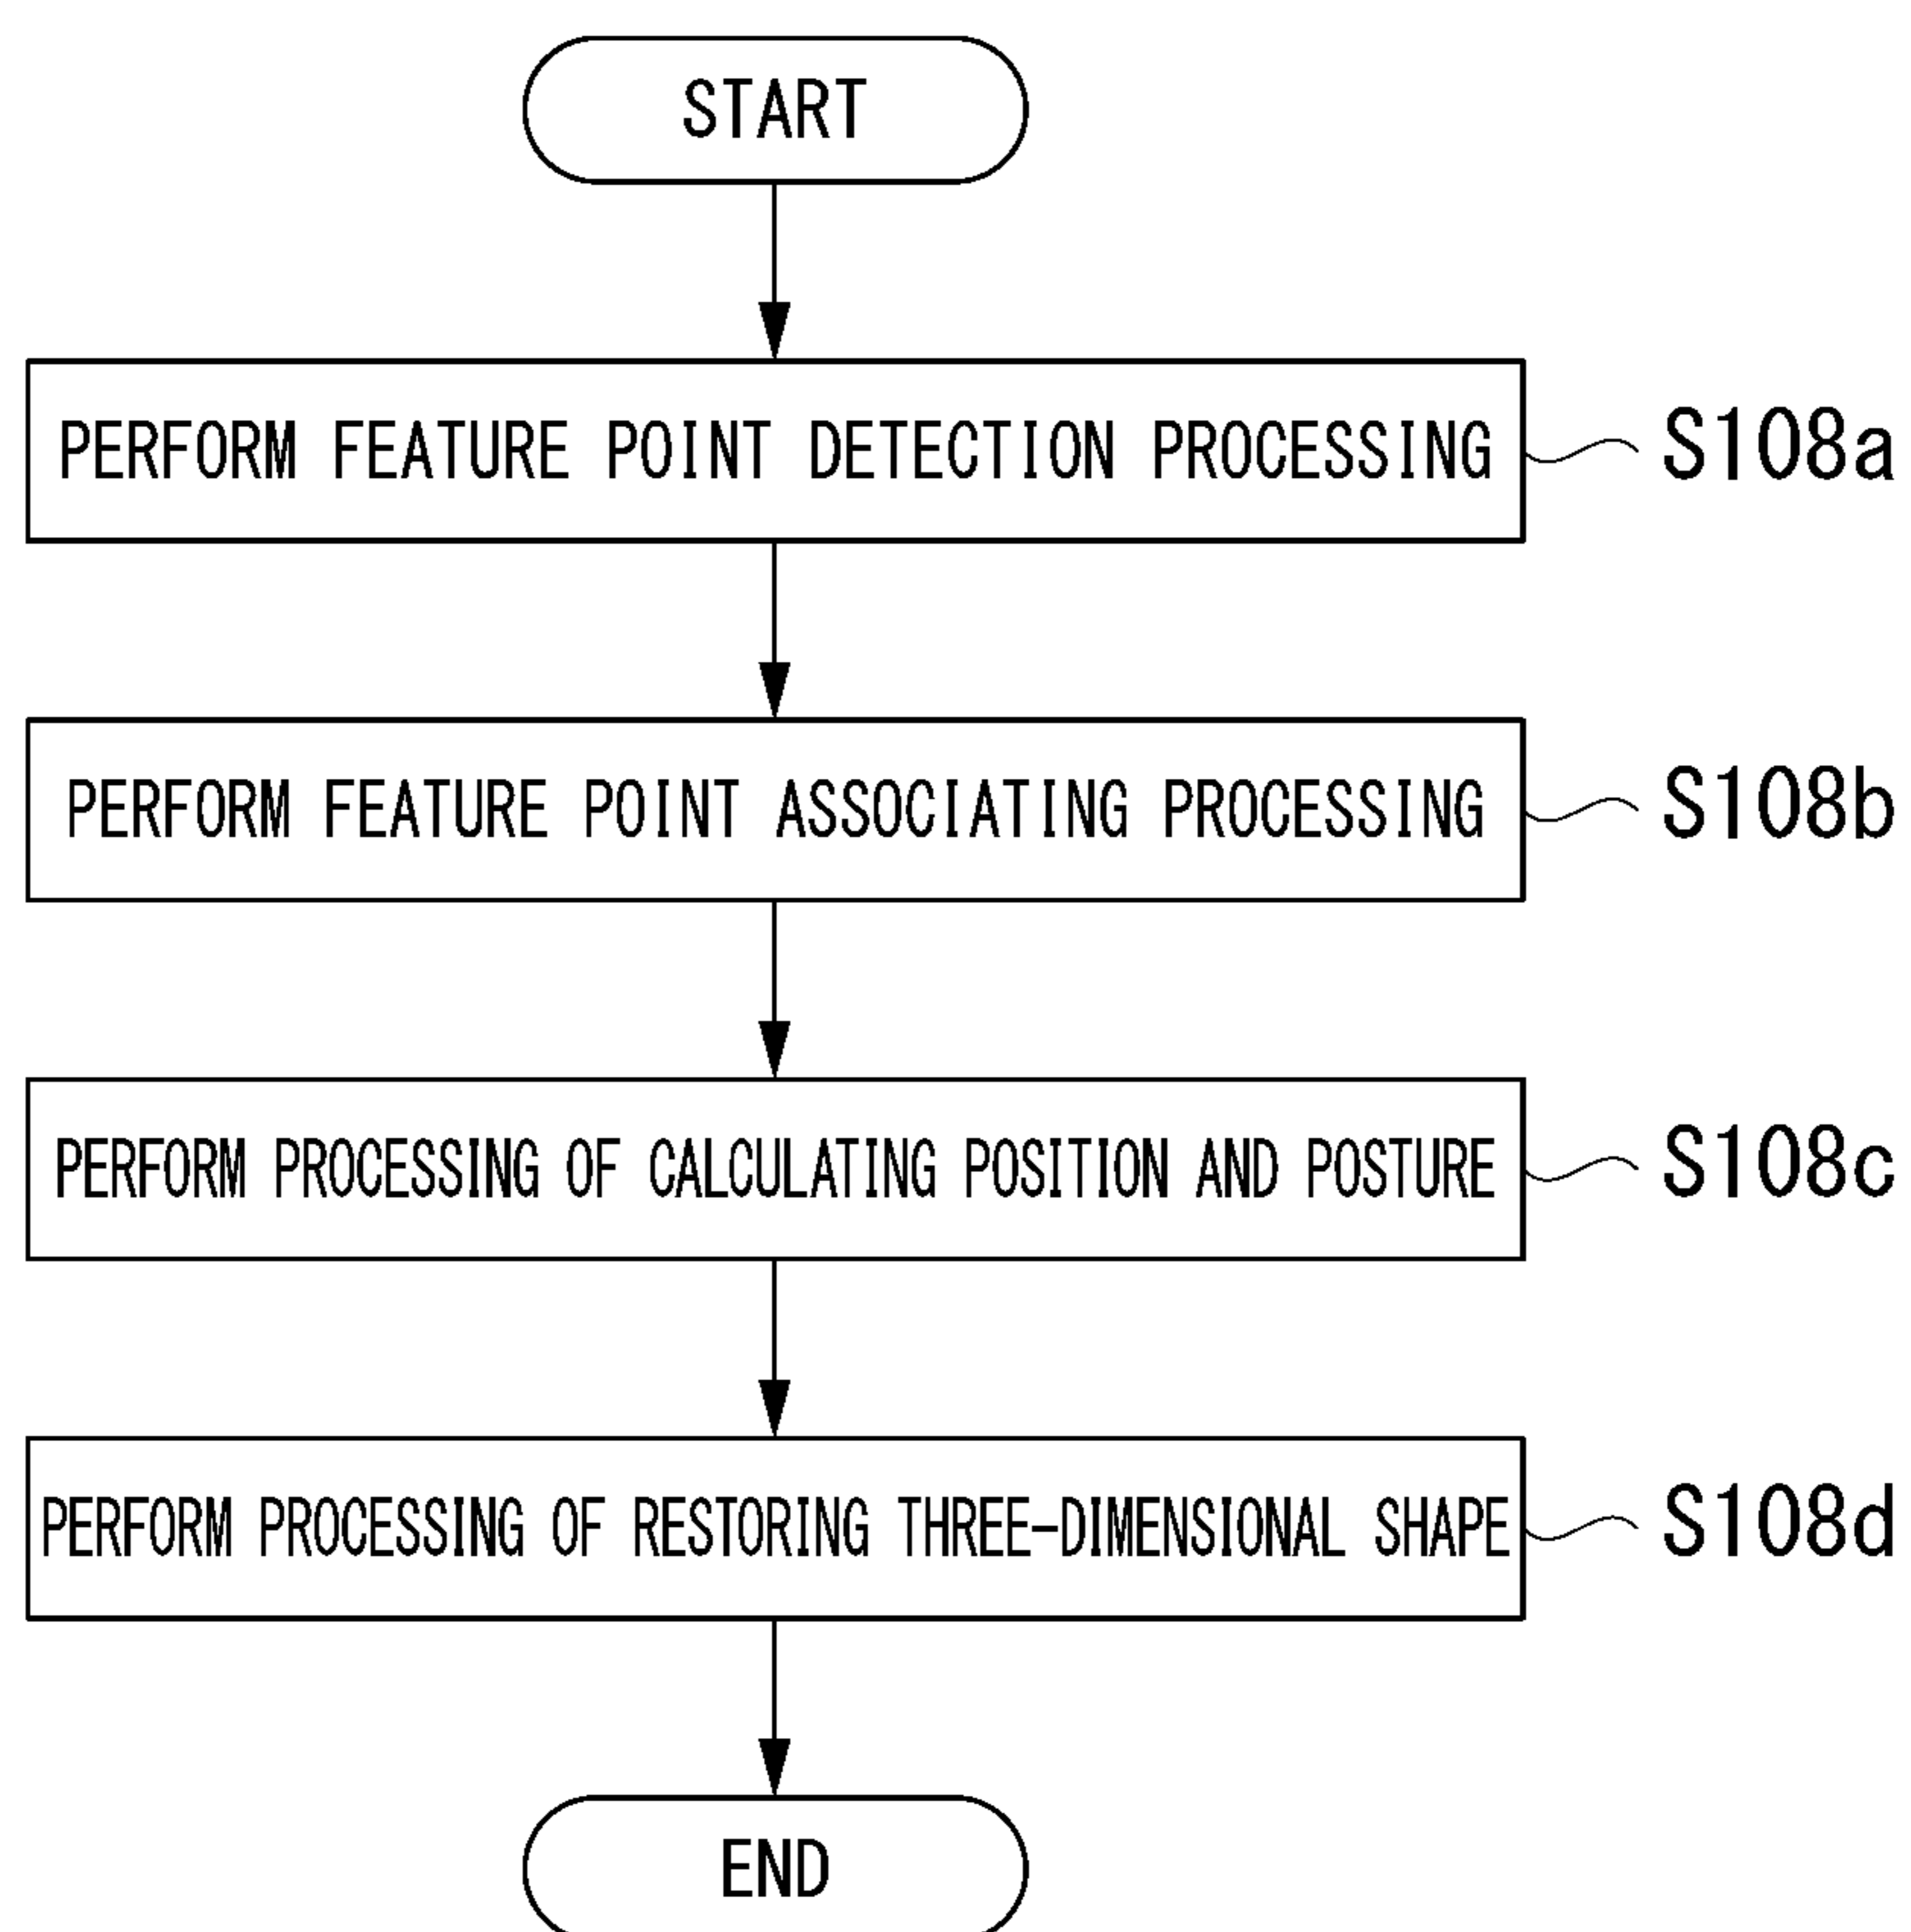 START
PERFORM FEATURE POINT DETECTION PROCESSING S108a
PERFORM FEATURE POINT ASSOCIATING PROCESSING S108b
PERFORM PROCESSING OF CALCULATING POSITION AND POSTURE S108c
PERFORM PROCESSING OF RESTORING THREE-DIMENSIONAL SHAPE S108d
END